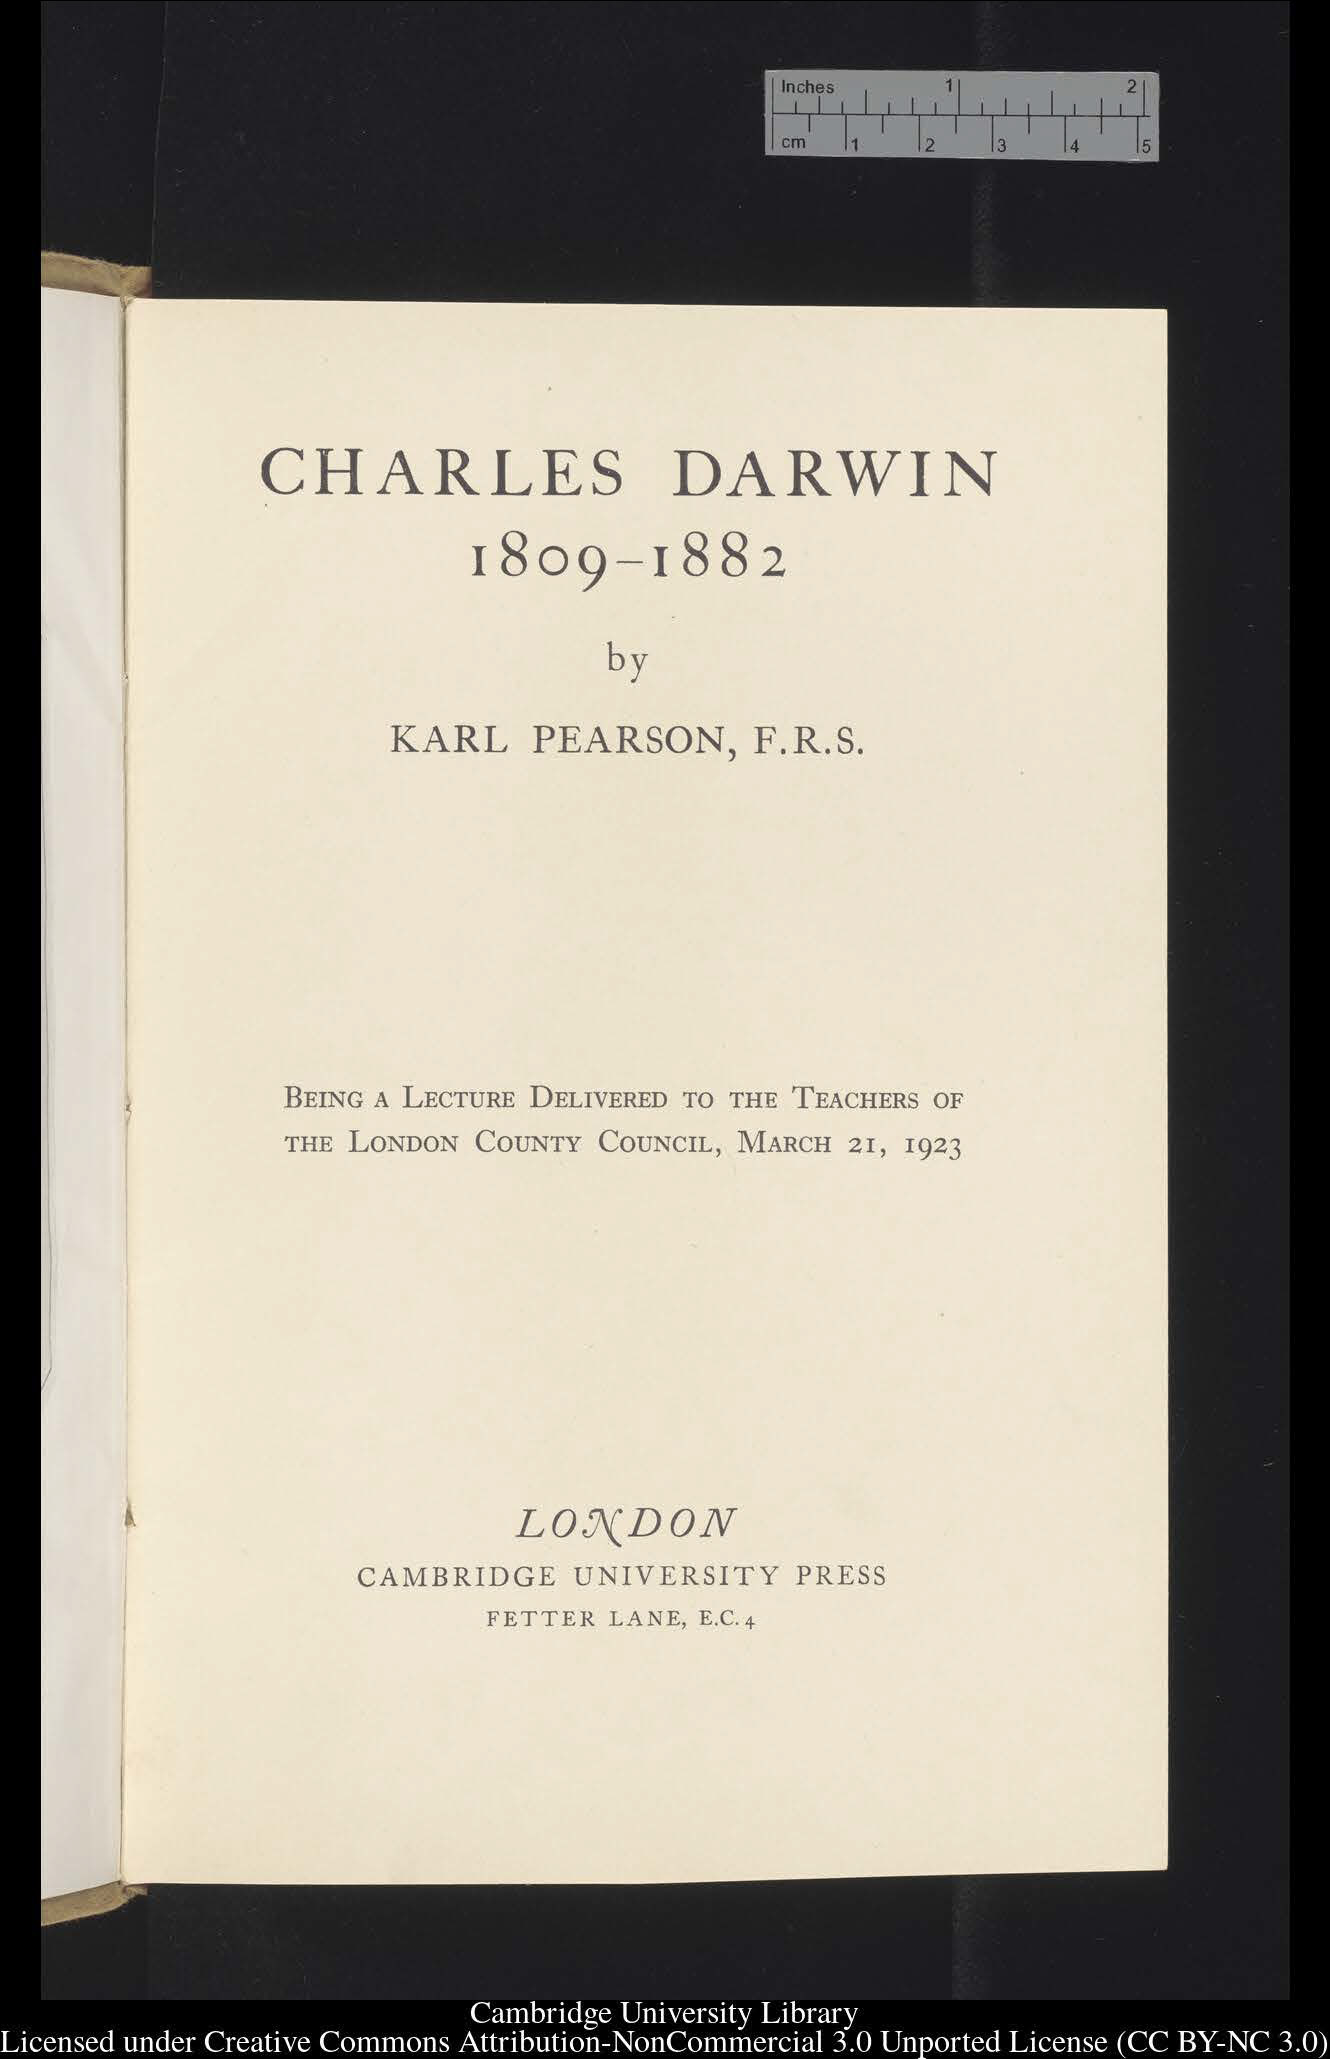 Inches 1 2
cm 1 2 3 4 5
CHARLES DARWIN
1809–1882
by
KARL PEARSON, F.R.S.
BEING A LECTURE DELIVERED TO THE TEACHERS OF
THE LONDON COUNTY COUNCIL, MARCH 21, 1923
LONDON
CAMBRIDGE UNIVERSITY PRESS
FETTER LANE, E.C. 4
Cambridge University Library
Licensed under Creative Commons Attribution-NonCommercial 3.0 Unported License (CC BY-NC 3.0)